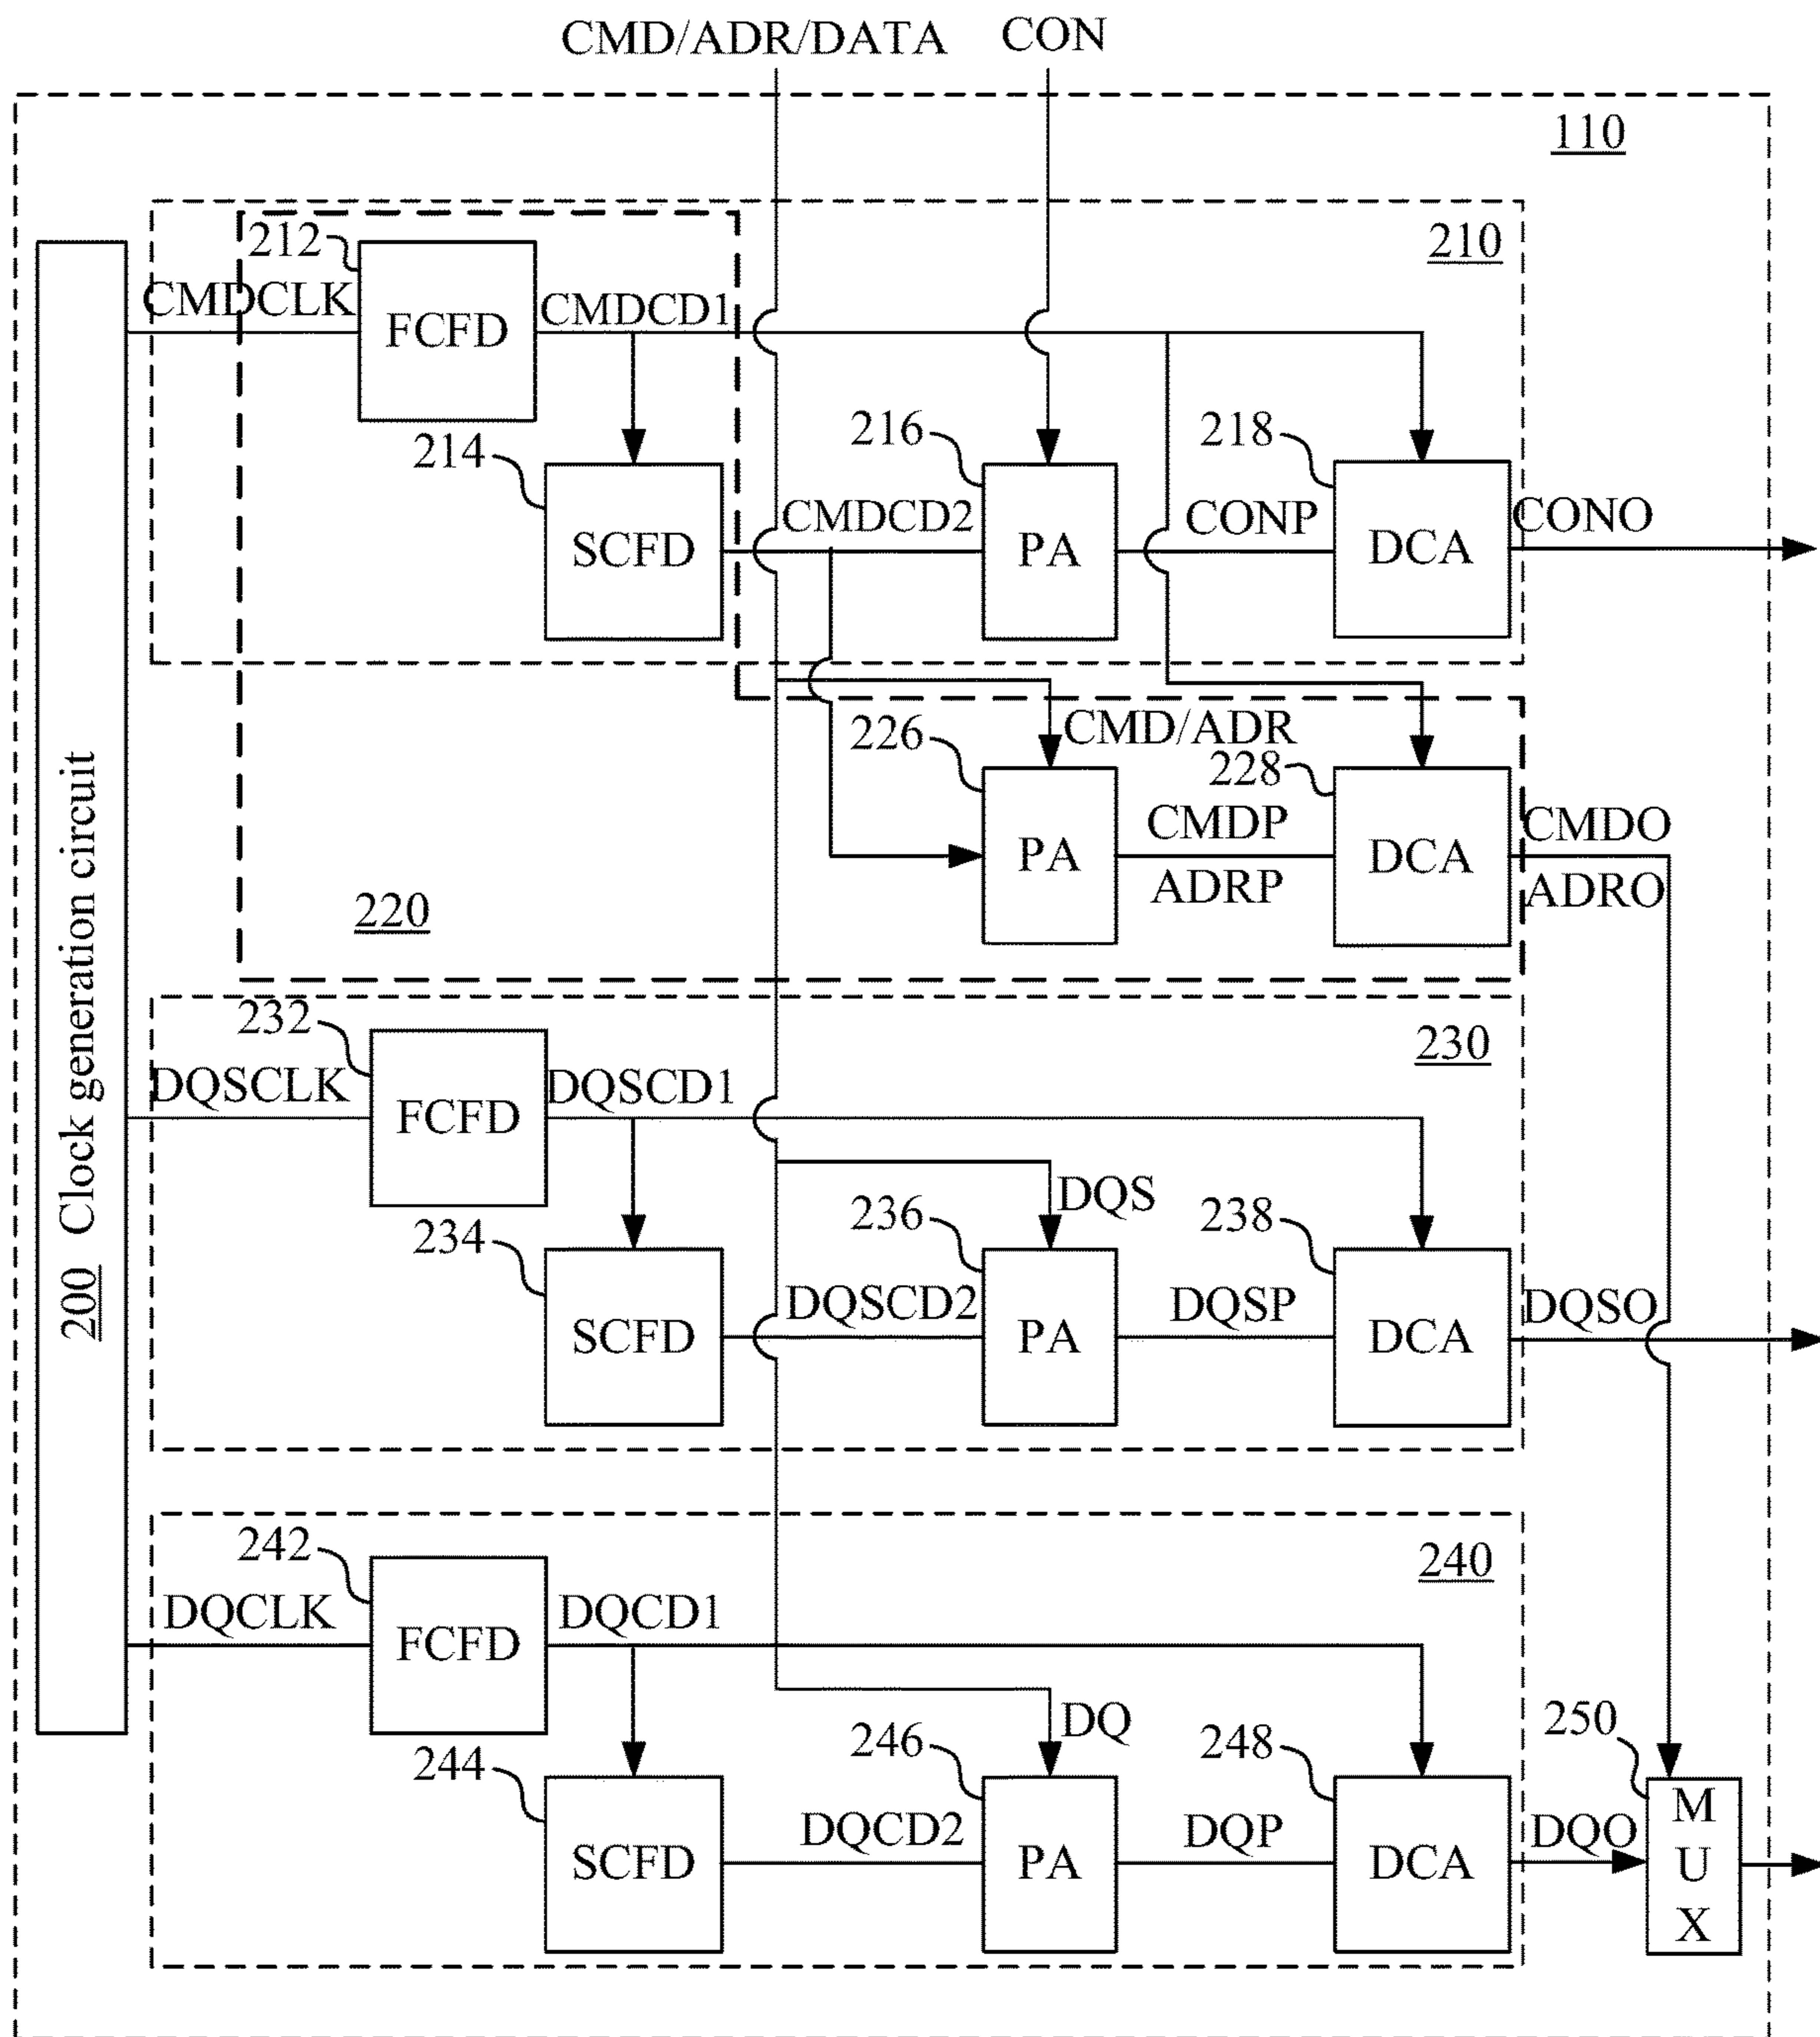 CMD/ADR/DATA CON
110
210
212
CMDCLK
FCFD
CMDCD1
214
SCFD
CMDCD2
216
PA
CONP
218
DCA
CONO
220
226
CMD/ADR
PA
228
CMDP
ADRP
DCA
CMDO
ADRO
200 Clock generation circuit
230
232
DQSCLK
FCFD
DQSCD1
234
SCFD
DQSCD2
236
DQS
PA
DQSP
238
DCA
DQSO
240
242
DQCLK
FCFD
DQCD1
244
SCFD
DQCD2
246
DQ
PA
DQP
248
DCA
DQO
250
M
U
X